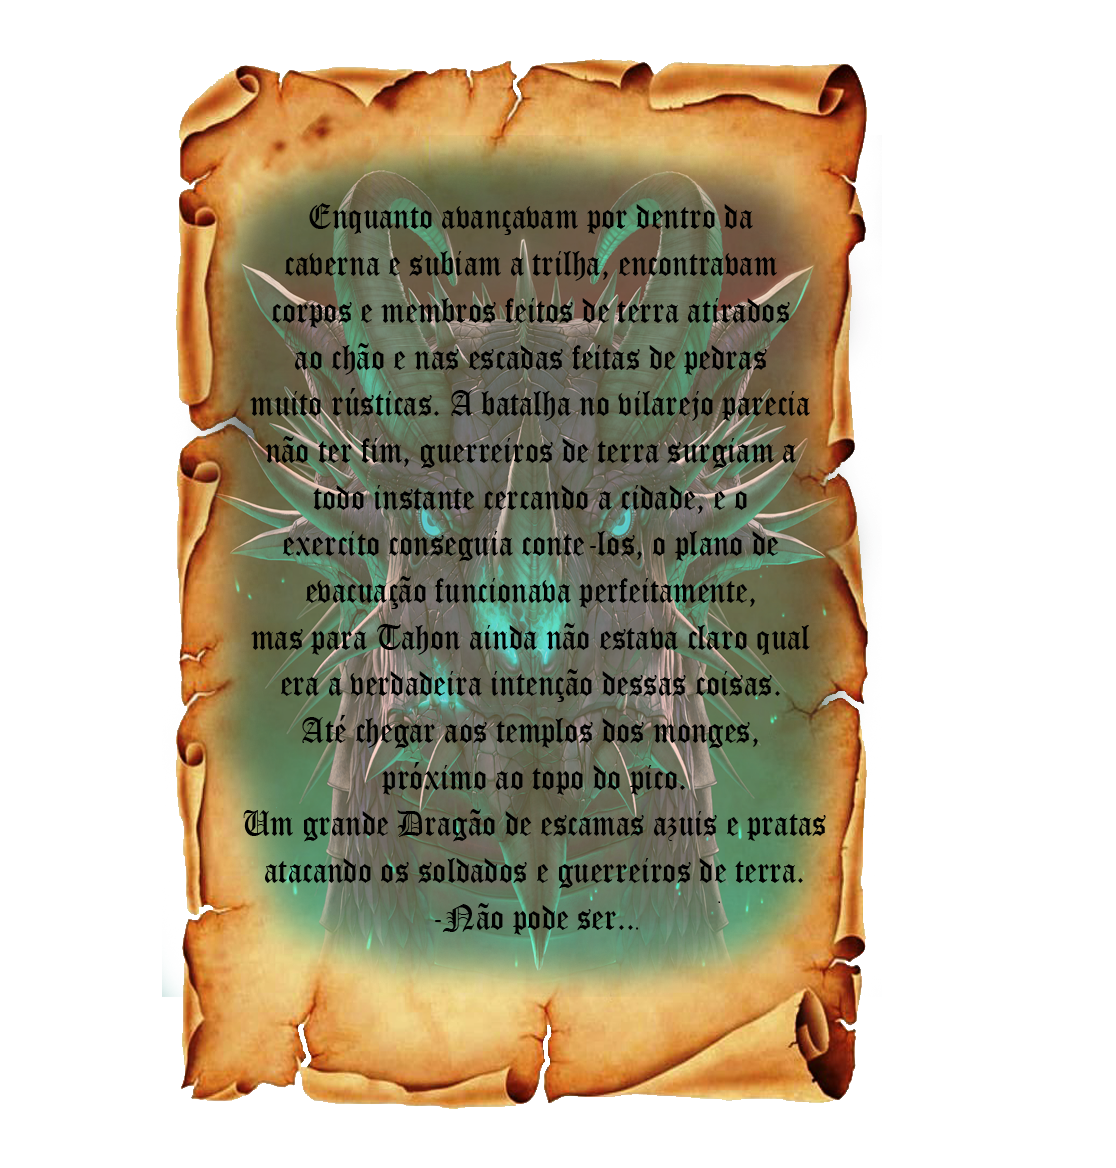 Enquanto avançavam por dentro da
caverna e subiam a trilha, encontravam
corpos e membros feitos de terra atirados
ao chão e nas escadas feitas de pedras
muito rústicas. A batalha no vilarejo parecia
não ter fim, guerreiros de terra surgiam a
todo instante cercando a cidade, e o
exercito conseguia conte-los, o plano de
evacuação funcionava perfeitamente,
mas para Tahon ainda não estava claro qual
era a verdadeira intenção dessas coisas.
Até chegar aos templos dos monges,
próximo ao topo do pico.
Um grande Dragão de escamas azuis e pratas
atacando os soldados e guerreiros de terra.
-Não pode ser...